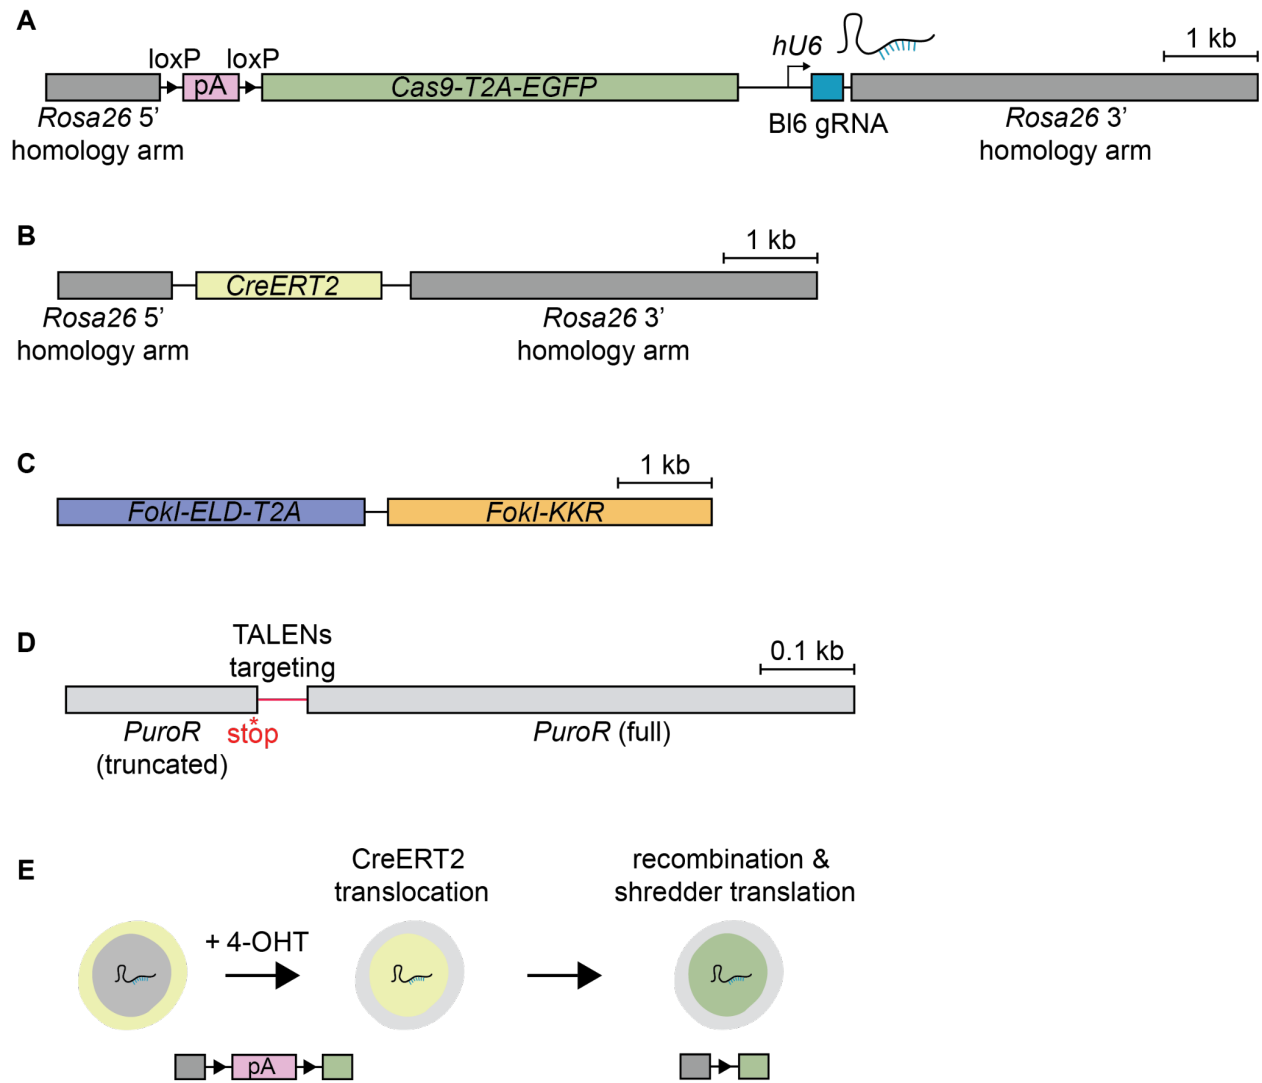 A
loxP loxP
hU6
1 kb
pA
Cas9-T2A-EGFP
Rosa26 5’
homology arm
Bl6 gRNA
Rosa26 3’
homology arm
B
1 kb
CreERT2
Rosa26 5’
homology arm
Rosa26 3’
homology arm
C
1 kb
FokI-ELD-T2A
FokI-KKR
D
TALENs
targeting
0.1 kb
PuroR
(truncated)
*
stop
PuroR (full)
E
CreERT2
translocation
recombination &
shredder translation
+ 4-OHT
pA